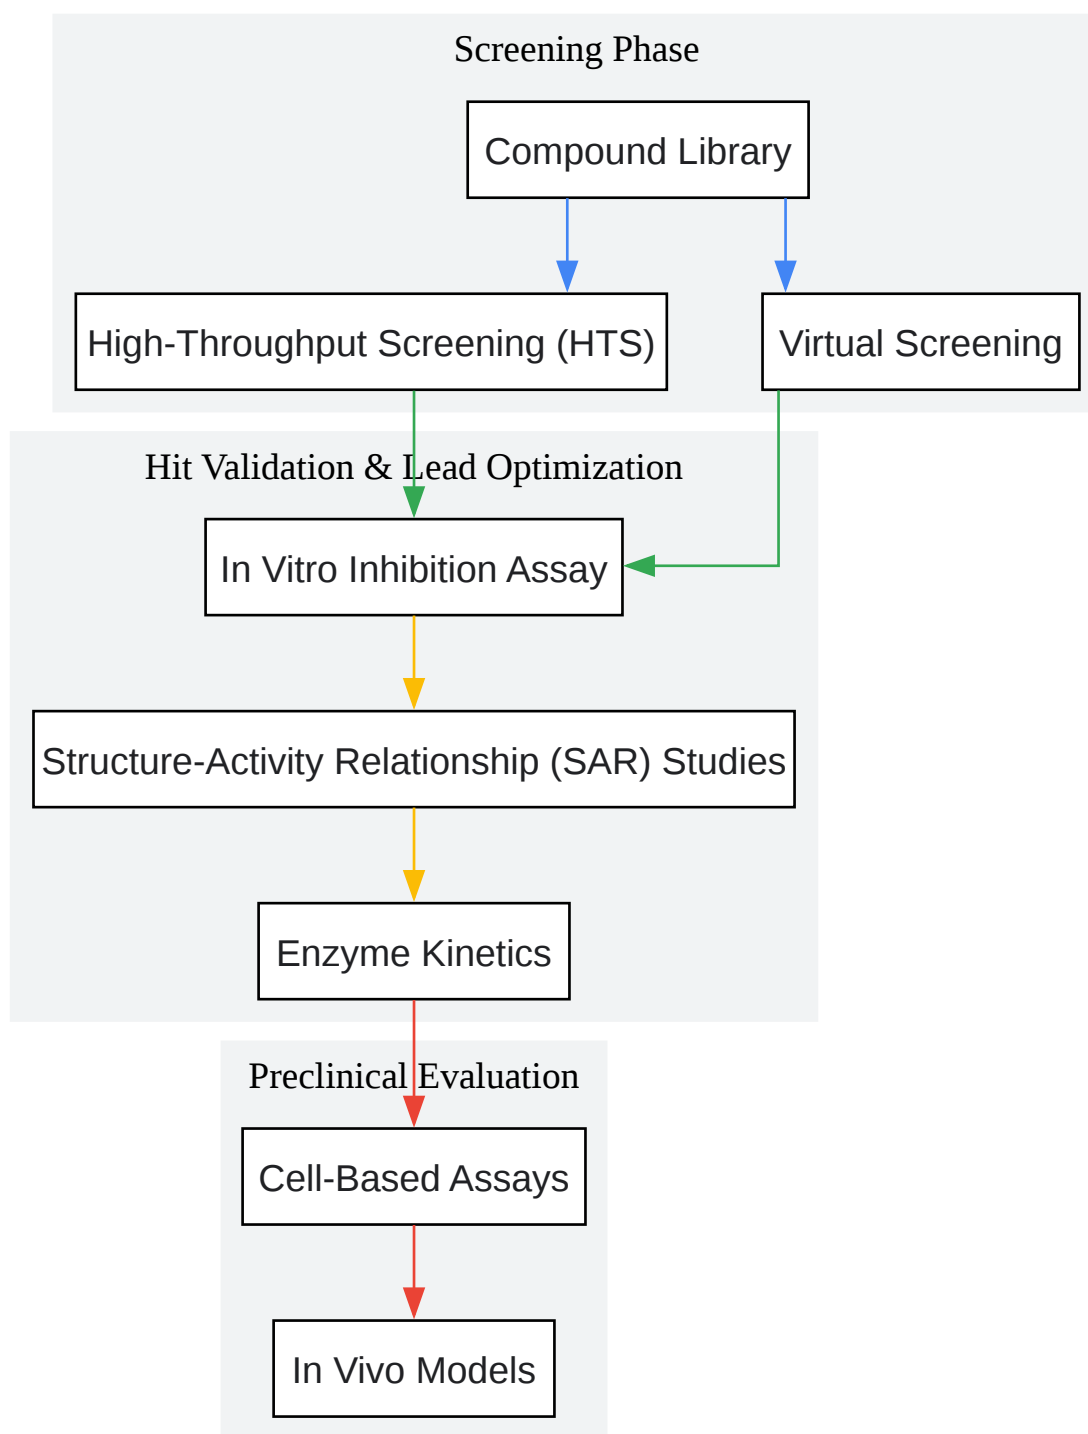 Screening Phase
Compound Library
High-Throughput Screening (HTS)
Virtual Screening
Hit Validation & Lead Optimization
In Vitro Inhibition Assay
Structure-Activity Relationship (SAR) Studies
Enzyme Kinetics
Preclinical Evaluation
Cell-Based Assays
In Vivo Models